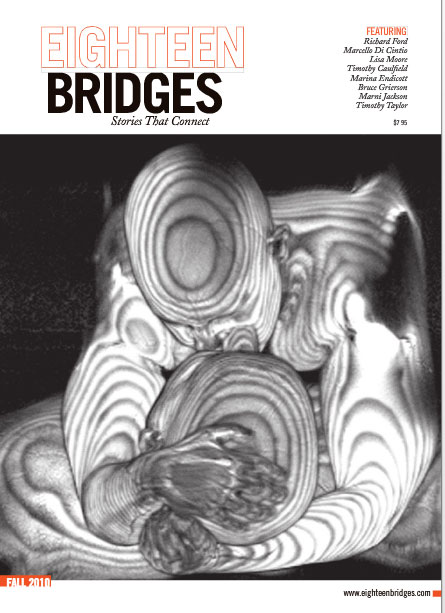 EIGHTEEN
BRIDGES
Stories That Connect
FEATURING
Richard Ford
Marcello Di Cintio
Lisa Moore
Timothy Caulfield
Marina Endicott
Bruce Grierson
Marni Jackson
Timothy Taylor
$7.95
FALL 2010
www.eighteenbridges.com